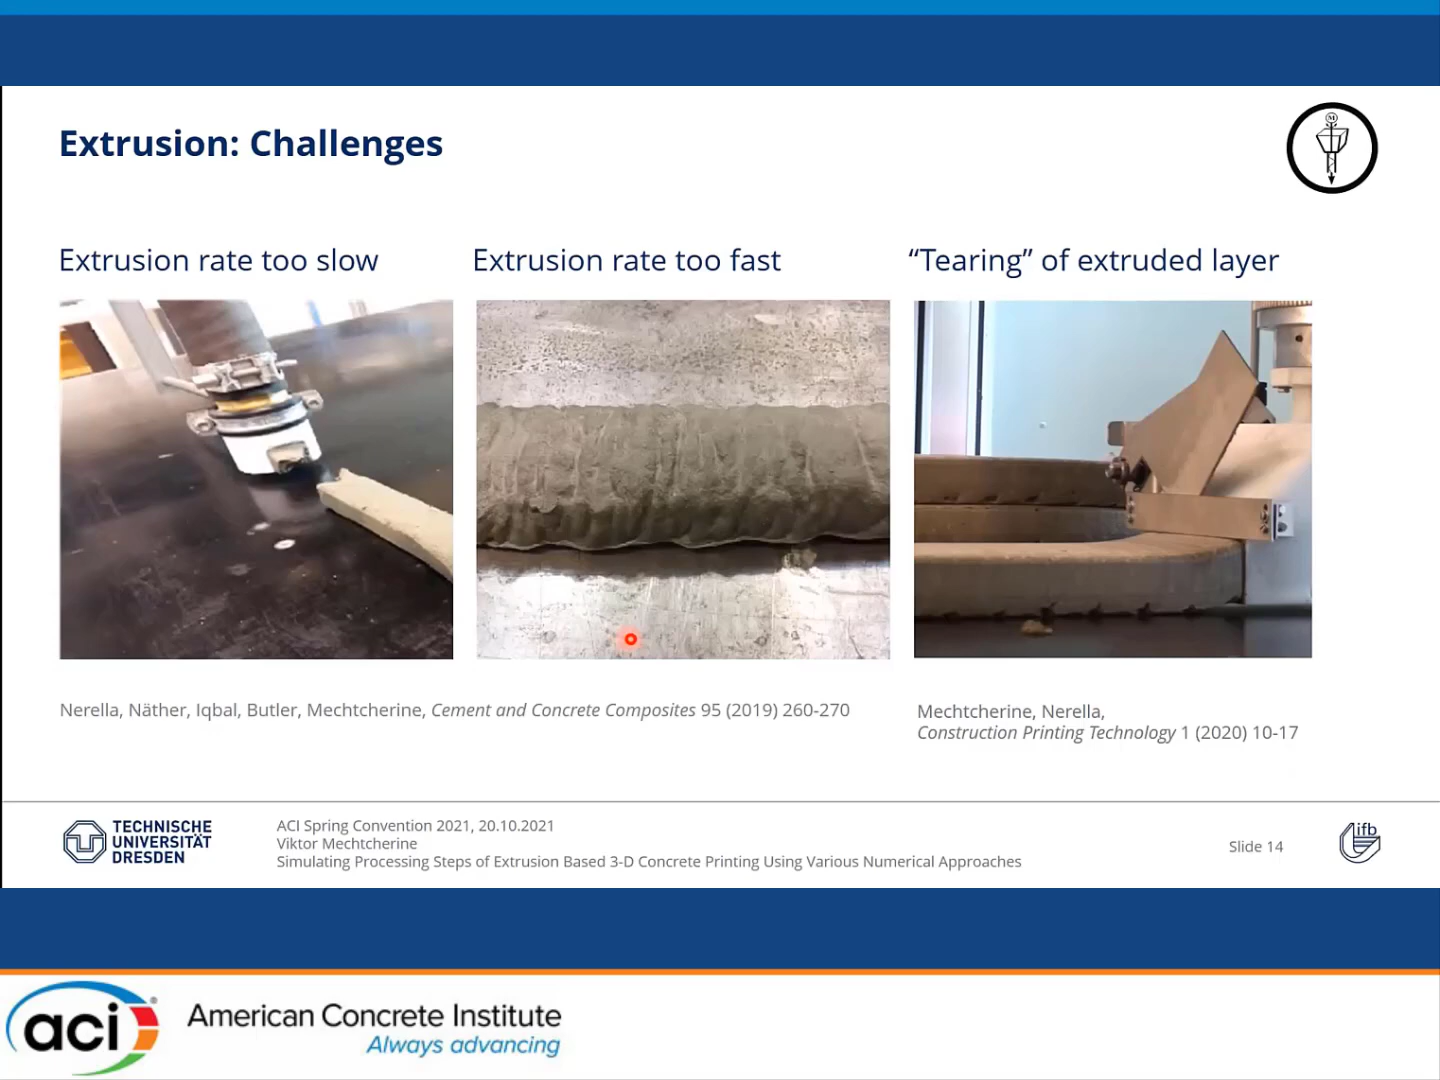 Extrusion: Challenges
M
Extrusion rate too slow
Extrusion rate too fast
“Tearing” of extruded layer
Nerella, Näther, Iqbal, Butler, Mechtcherine, Cement and Concrete Composites 95 (2019) 260-270
Mechtcherine, Nerella,
Construction Printing Technology 1 (2020) 10-17
TECHNISCHE
UNIVERSITÄT
DRESDEN
ACI Spring Convention 2021, 20.10.2021
Viktor Mechtcherine
Simulating Processing Steps of Extrusion Based 3-D Concrete Printing Using Various Numerical Approaches
Slide 14
ifb
aci®
American Concrete Institute
Always advancing